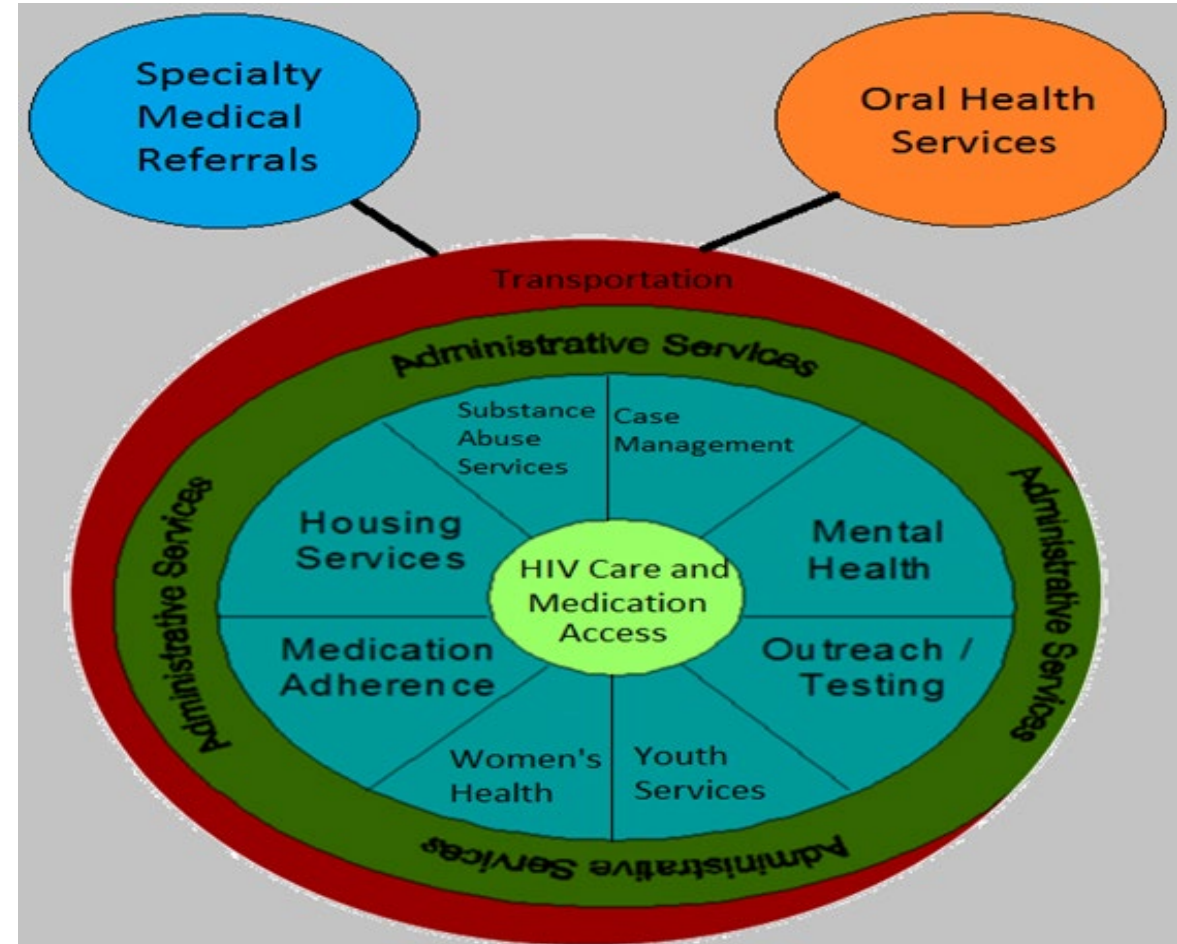 Specialty
Medical
Referrals
Oral Health
Services
Transportation
Administrative Services
Substance
Abuse
Services
Case
Management
Housing
Services
Mental
Health
Administrative Services
Administrative Services
HIV Care and
Medication
Access
Medication
Adherence
Outreach /
Testing
Women's
Health
Youth
Services
Administrative Services